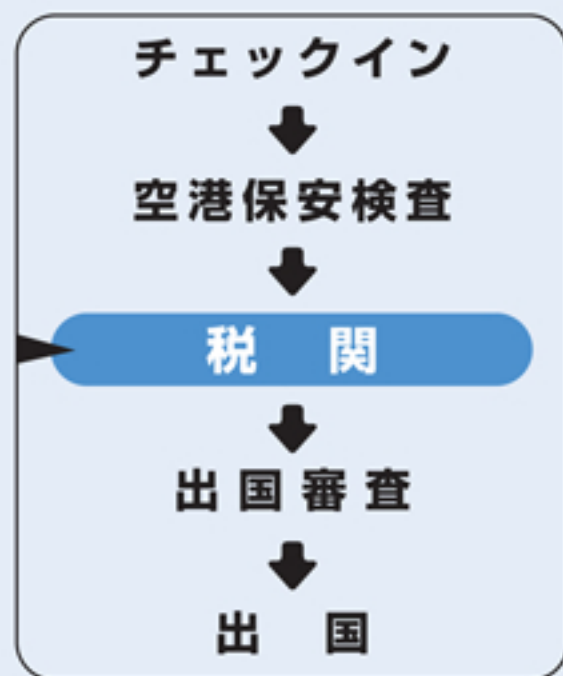 チェックイン
空港保安検査
税関
出国審査
出国